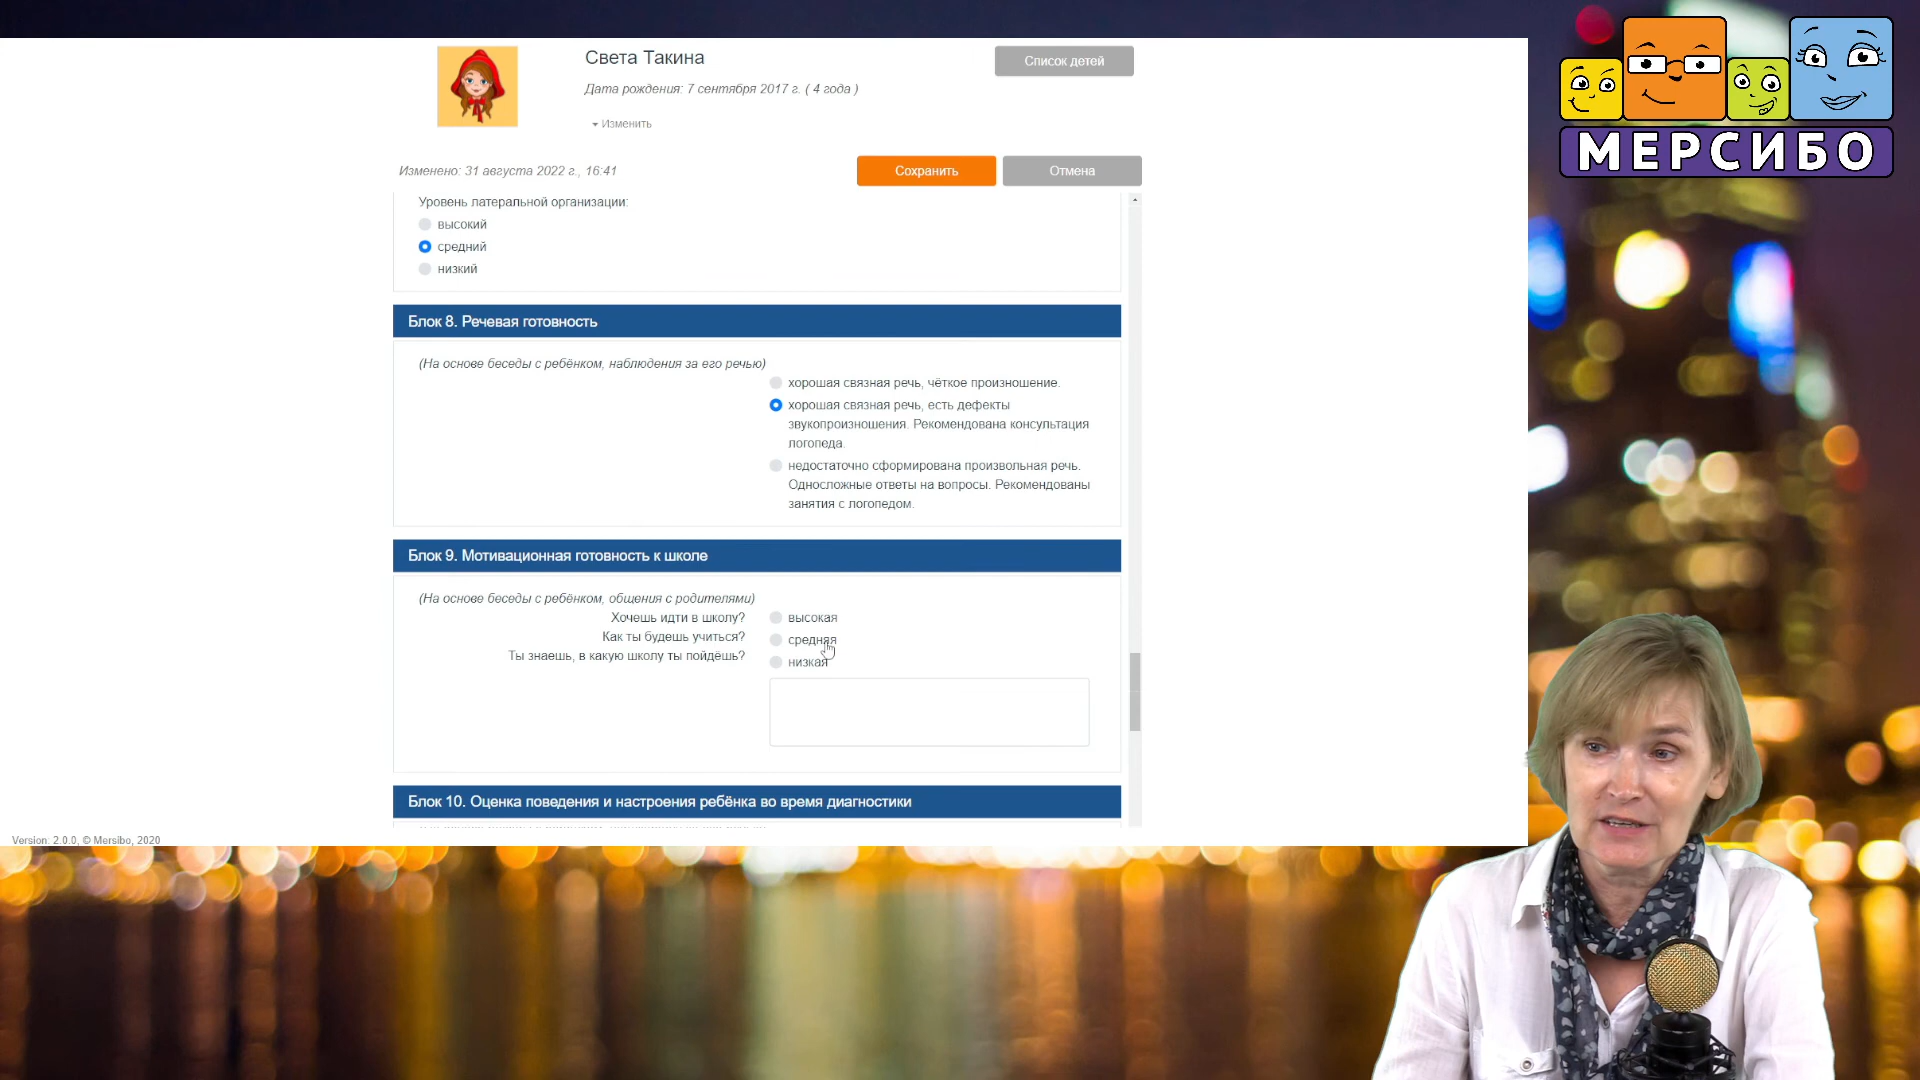 Света Такина
Список детей
Дата рождения: 7 сентября 2017 г. ( 4 года )
Изменить
МЕРСИБО
Изменено: 31 августа 2022 г., 16:41
Сохранить
Отмена
Уровень латеральной организации:
высокий
средний
низкий
Блок 8. Речевая готовность
(На основе беседы с ребёнком, наблюдения за его речью)
хорошая связная речь, чёткое произношение.
хорошая связная речь, есть дефекты
звукопроизношения. Рекомендована консультация
логопеда.
недостаточно сформирована произвольная речь.
Односложные ответы на вопросы. Рекомендованы
занятия с логопедом.
Блок 9. Мотивационная готовность к школе
(На основе беседы с ребёнком, общения с родителями)
Хочешь идти в школу?
высокая
Как ты будешь учиться?
средняя
Ты знаешь, в какую школу ты пойдёшь?
низкая
Блок 10. Оценка поведения и настроения ребёнка во время диагностики
Version: 2.0.0, © Mersibo, 2020